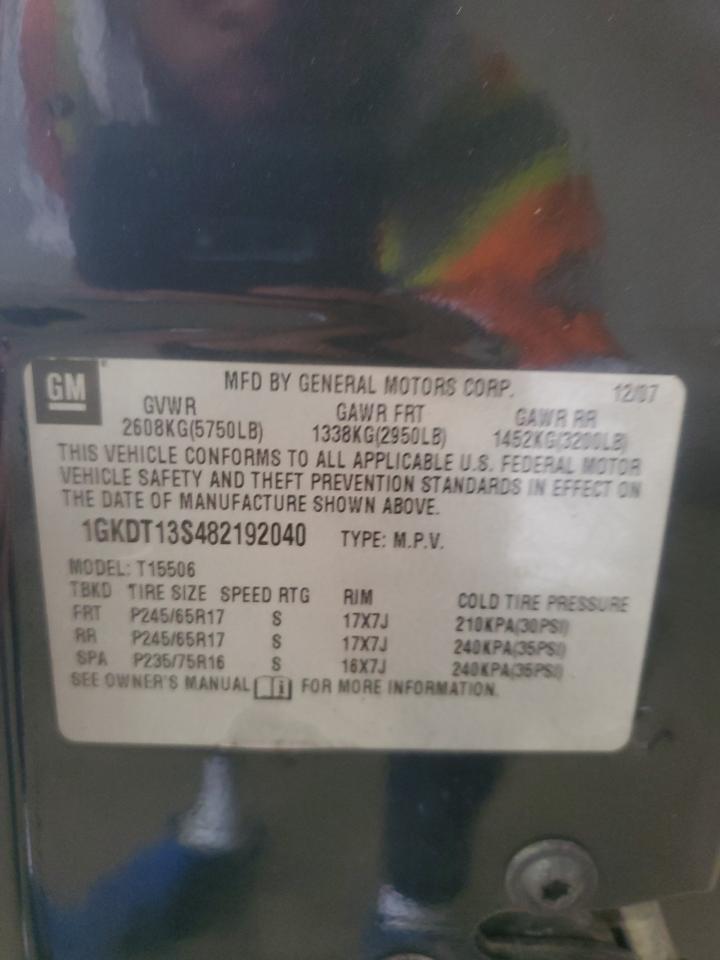 GM
MFD BY GENERAL MOTORS CORP. 12/07
GVWR GAWR FRT GAWR RR
2608KG(5750LB) 1338KG(2950LB) 1452KG(3200LB)
THIS VEHICLE CONFORMS TO ALL APPLICABLE U.S. FEDERAL MOTOR
VEHICLE SAFETY AND THEFT PREVENTION STANDARDS IN EFFECT ON
THE DATE OF MANUFACTURE SHOWN ABOVE.
1GKDT13S482192040 TYPE: M.P.V.
MODEL: T15506
TBKD TIRE SIZE SPEED RTG RIM COLD TIRE PRESSURE
FRT P245/65R17 S 17X7J 210KPA(30PSI)
RR P245/65R17 S 17X7J 240KPA(35PSI)
SPA P235/75R16 S 16X7J 240KPA(35PSI)
SEE OWNER'S MANUAL i FOR MORE INFORMATION.